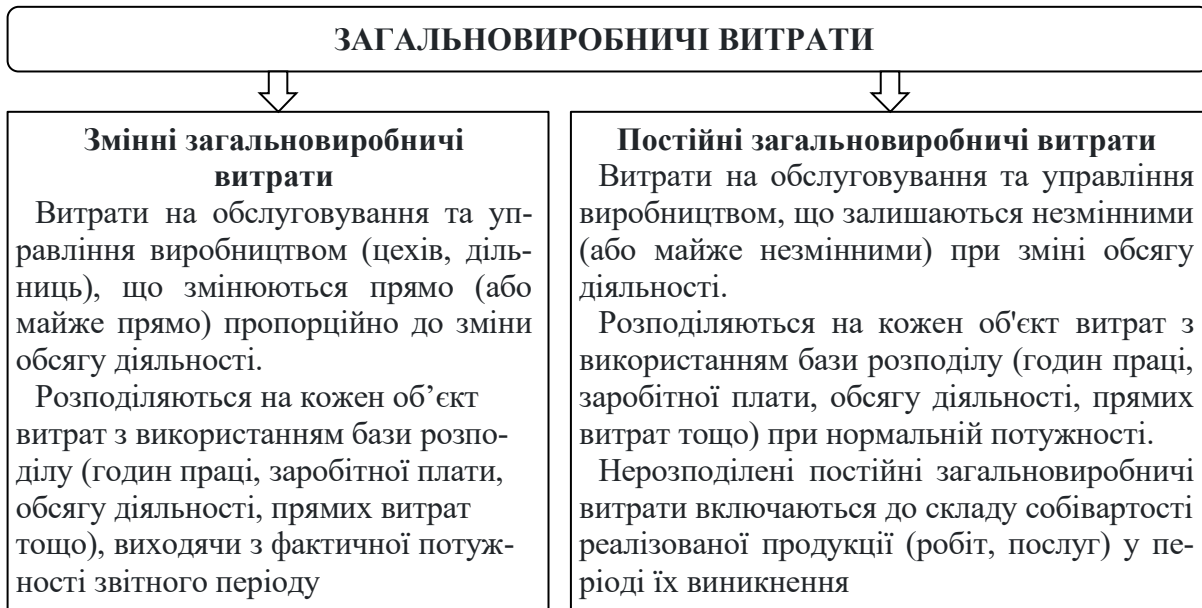 ЗАГАЛЬНОВИРОБНИЧІ ВИТРАТИ
Змінні загальновиробничі
витрати
Витрати на обслуговування та уп-
равління виробництвом (цехів, діль-
ниць), що змінюються прямо (або
майже прямо) пропорційно до зміни
обсягу діяльності.
Розподіляються на кожен об’єкт
витрат з використанням бази розпо-
ділу (годин праці, заробітної плати,
обсягу діяльності, прямих витрат
тощо), виходячи з фактичної потуж-
ності звітного періоду
Постійні загальновиробничі витрати
Витрати на обслуговування та управління
виробництвом, що залишаються незмінними
(або майже незмінними) при зміні обсягу
діяльності.
Розподіляються на кожен об'єкт витрат з
використанням бази розподілу (годин праці,
заробітної плати, обсягу діяльності, прямих
витрат тощо) при нормальній потужності.
Нерозподілені постійні загальновиробничі
витрати включаються до складу собівартості
реалізованої продукції (робіт, послуг) у пе-
ріоді їх виникнення